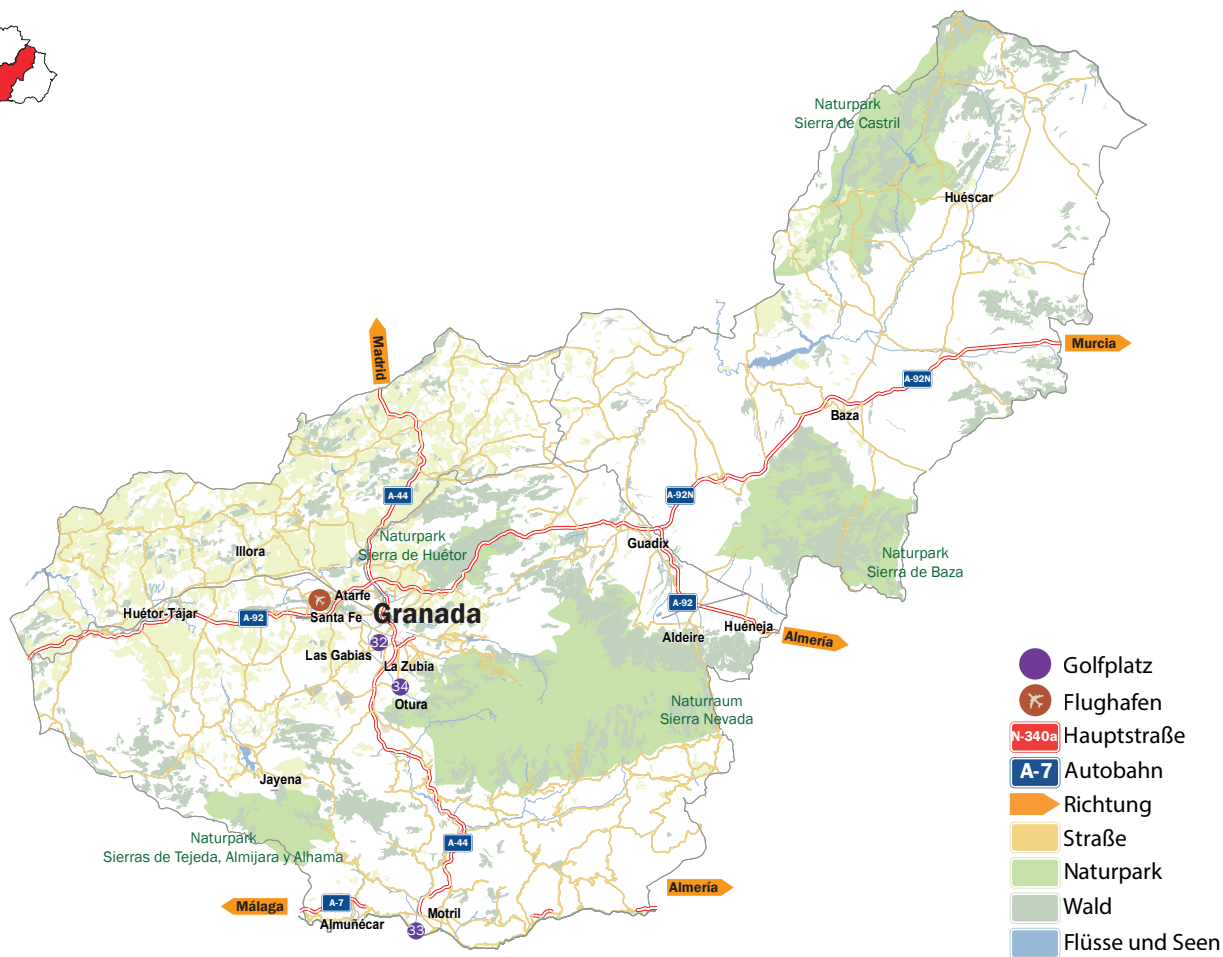 Naturpark
Sierra de Castril
Huéscar
Murcia
Madrid
A-92N
Baza
A-44
A-92N
Naturpark
Sierra de Huétor
Illora
Guadix
Naturpark
Sierra de Baza
Atarfe
Huétor-Tájar
A-92
Santa Fe
Granada
A-92
Huéneja
Aldeire
Almería
32
Las Gabias
La Zubia
34
Otura
Naturraum
Sierra Nevada
Jayena
Naturpark
Sierras de Tejeda, Almijara y Alhama
A-44
Almería
Málaga
A-7
Motril
Almuñécar
33
Golfplatz
Flughafen
N-340a Hauptstraße
A-7 Autobahn
Richtung
Straße
Naturpark
Wald
Flüsse und Seen